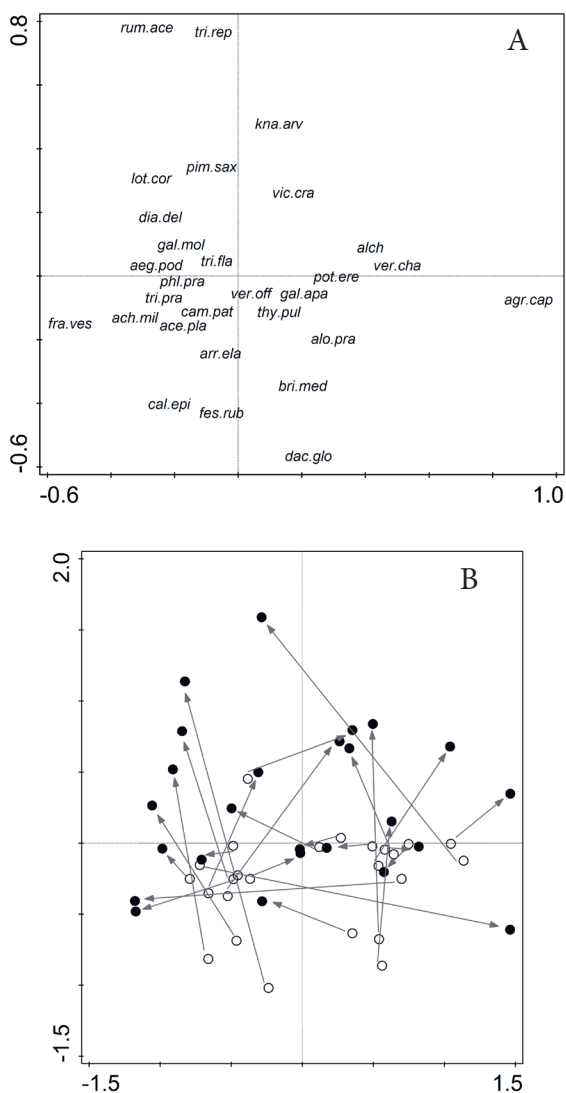 0.8
A
rum.ace
tri.rep
kna.arv
pim.sax
lot.cor
vic.cra
dia.del
gal.mol
alch
tri.fla
aeg.pod
ver.cha
pot.ere
phl.pra
ver.off
gal.apa
tri.pra
agr.cap
cam.pat
thy.pul
ach.mil
fra.ves
ace.pla
alo.pra
arr.ela
bri.med
cal.epi
fes.rub
dac.glo
-0.6
-0.6
1.0
2.0
B
-1.5
-1.5
1.5